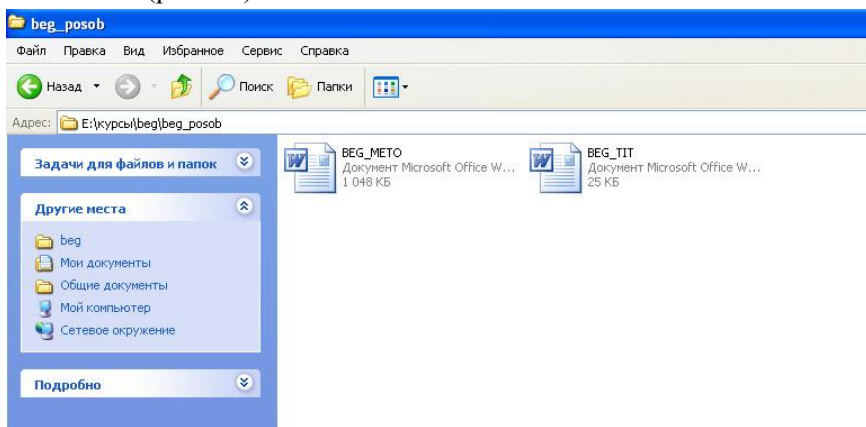 beg_posob
Файл Правка Вид Избранное Сервис Справка
Назад Поиск Папки
Адрес: E:\курсы\beg\beg_posob
Задачи для файлов и папок
Другие места
beg
Мои документы
Общие документы
Мой компьютер
Сетевое окружение
Подробно
BEG_METO
Документ Microsoft Office W...
1 048 КБ
BEG_TIT
Документ Microsoft Office W...
25 КБ